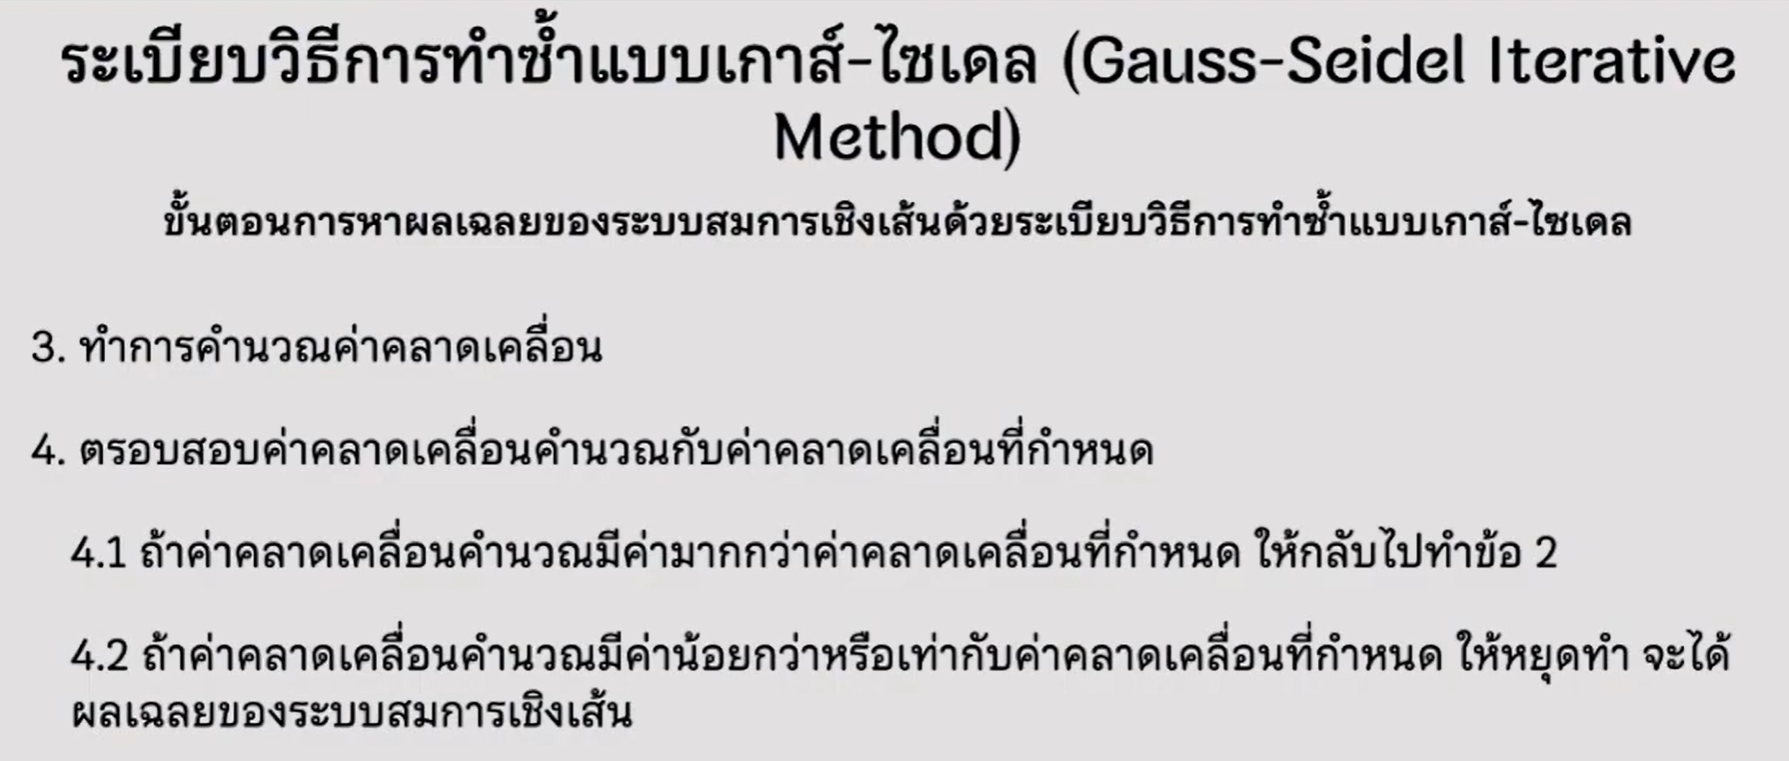 ระเบียบวิธีการทำซ้ำแบบเกาส์-ไซเดล (Gauss-Seidel Iterative
Method)
ขั้นตอนการหาผลเฉลยของระบบสมการเชิงเส้นด้วยระเบียบวิธีการทำซ้ำแบบเกาส์-ไซเดล
3. ทำการคำนวณค่าคลาดเคลื่อน
4. ตรอบสอบค่าคลาดเคลื่อนคำนวณกับค่าคลาดเคลื่อนที่กำหนด
4.1 ถ้าค่าคลาดเคลื่อนคำนวณมีค่ามากกว่าค่าคลาดเคลื่อนที่กำหนด ให้กลับไปทำข้อ 2
4.2 ถ้าค่าคลาดเคลื่อนคำนวณมีค่าน้อยกว่าหรือเท่ากับค่าคลาดเคลื่อนที่กำหนด ให้หยุดทำ จะได้
ผลเฉลยของระบบสมการเชิงเส้น